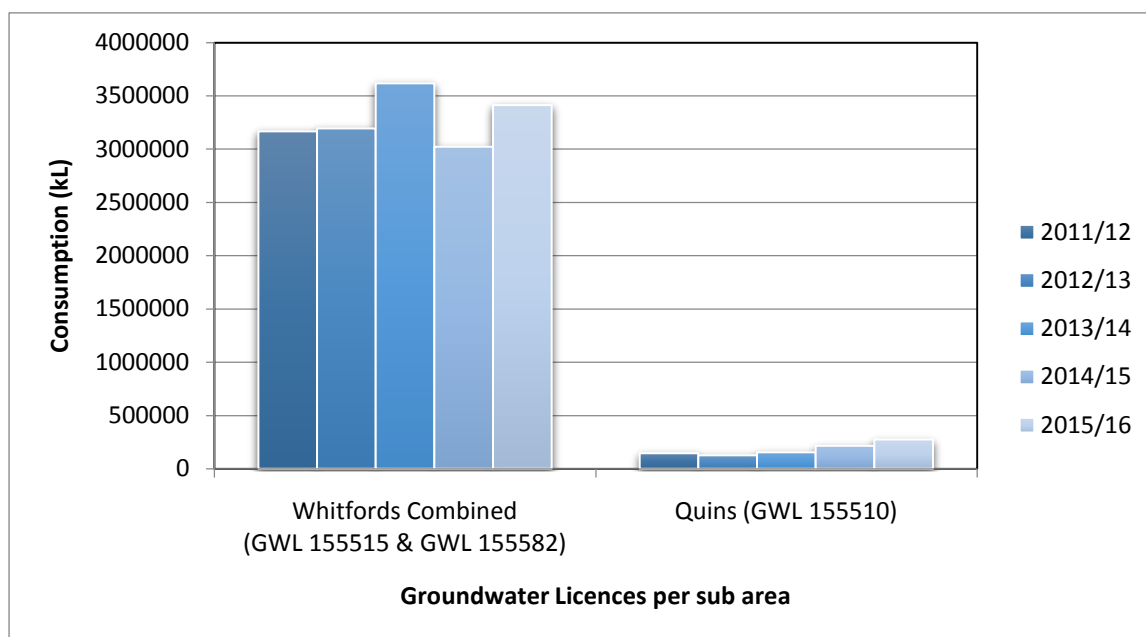 4000000
3500000
3000000
2500000
2000000
1500000
1000000
500000
0
Consumption (kL)
Whitfords Combined
(GWL 155515 & GWL 155582)
Quins (GWL 155510)
Groundwater Licences per sub area
2011/12
2012/13
2013/14
2014/15
2015/16